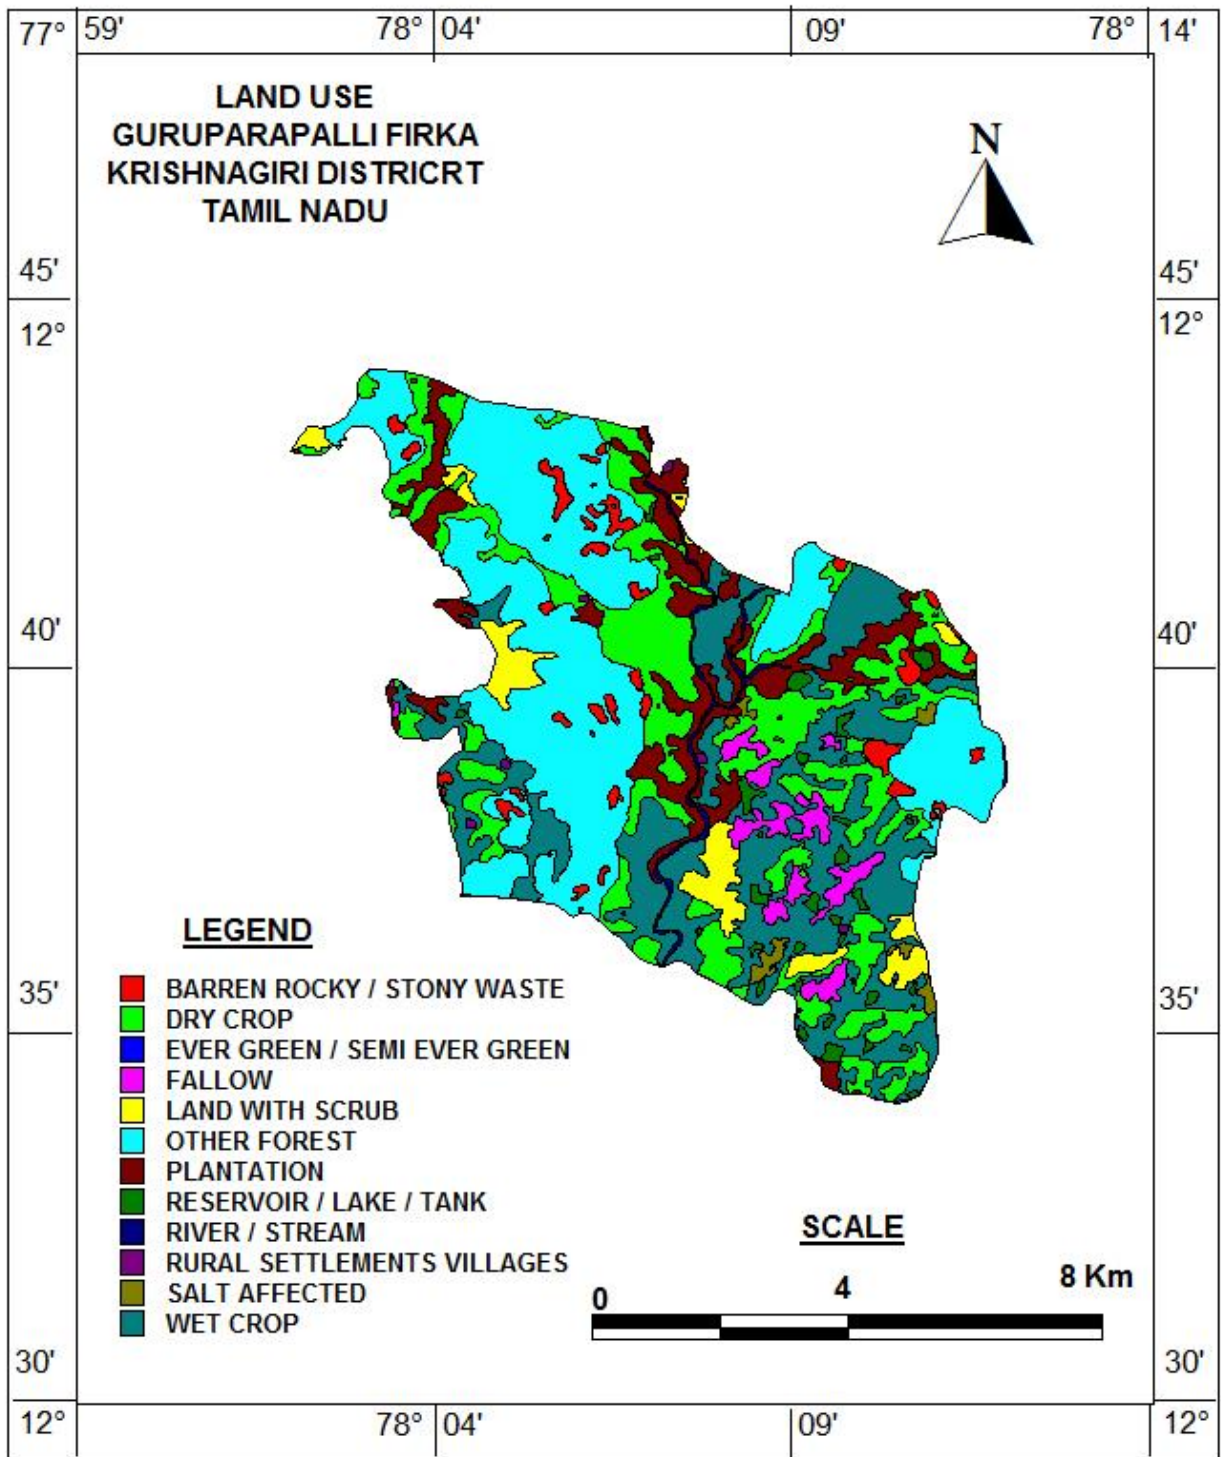 77° 59' 78° 04' 09' 78° 14'
LAND USE
GURUPARAPALLI FIRKA
KRISHNAGIRI DISTRICRT
TAMIL NADU
N
45' 45'
12° 12°
40' 40'
35' 35'
LEGEND
BARREN ROCKY / STONY WASTE
DRY CROP
EVER GREEN / SEMI EVER GREEN
FALLOW
LAND WITH SCRUB
OTHER FOREST
PLANTATION
RESERVOIR / LAKE / TANK
RIVER / STREAM
RURAL SETTLEMENTS VILLAGES
SALT AFFECTED
WET CROP
SCALE
0 4 8 Km
30' 30'
12° 78° 04' 09' 12°